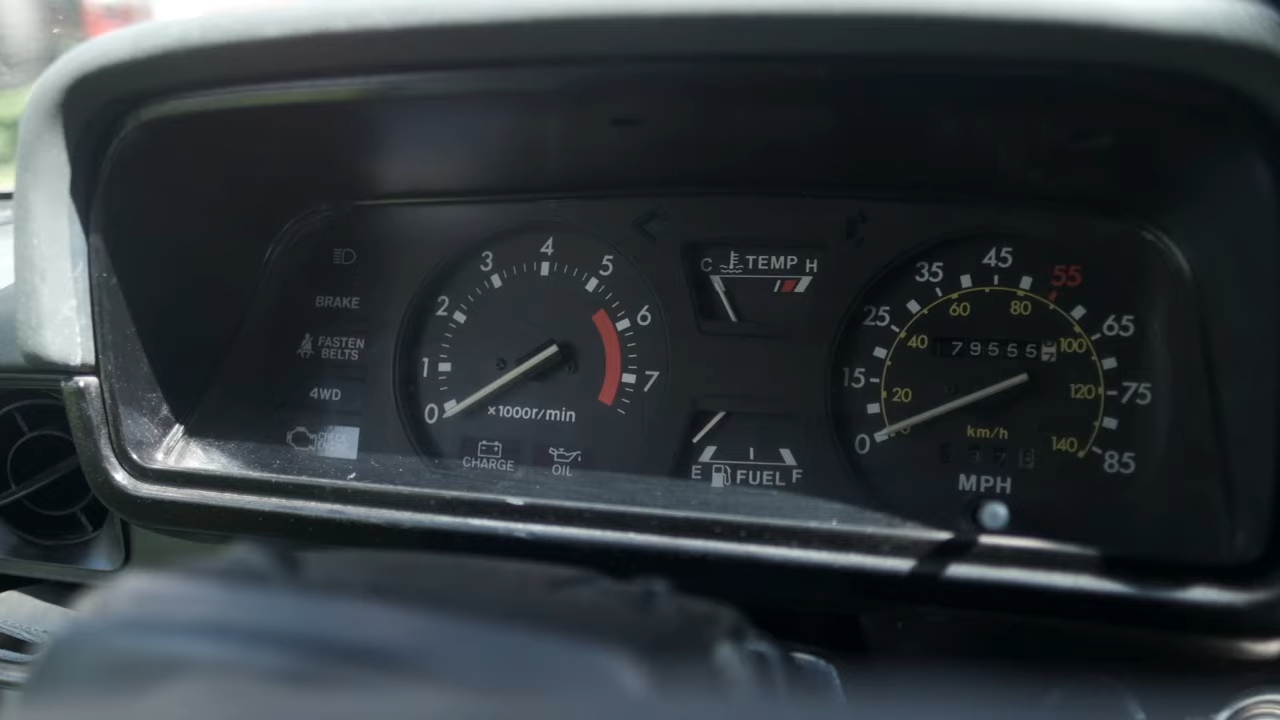 BRAKE
FASTEN
BELTS
4WD
0
1
2
3
4
5
6
7
×1000r/min
CHARGE
OIL
C TEMP H
E FUEL F
0
15
25
35
45
55
65
75
85
20
40
60
80
100
120
140
79555
km/h
MPH